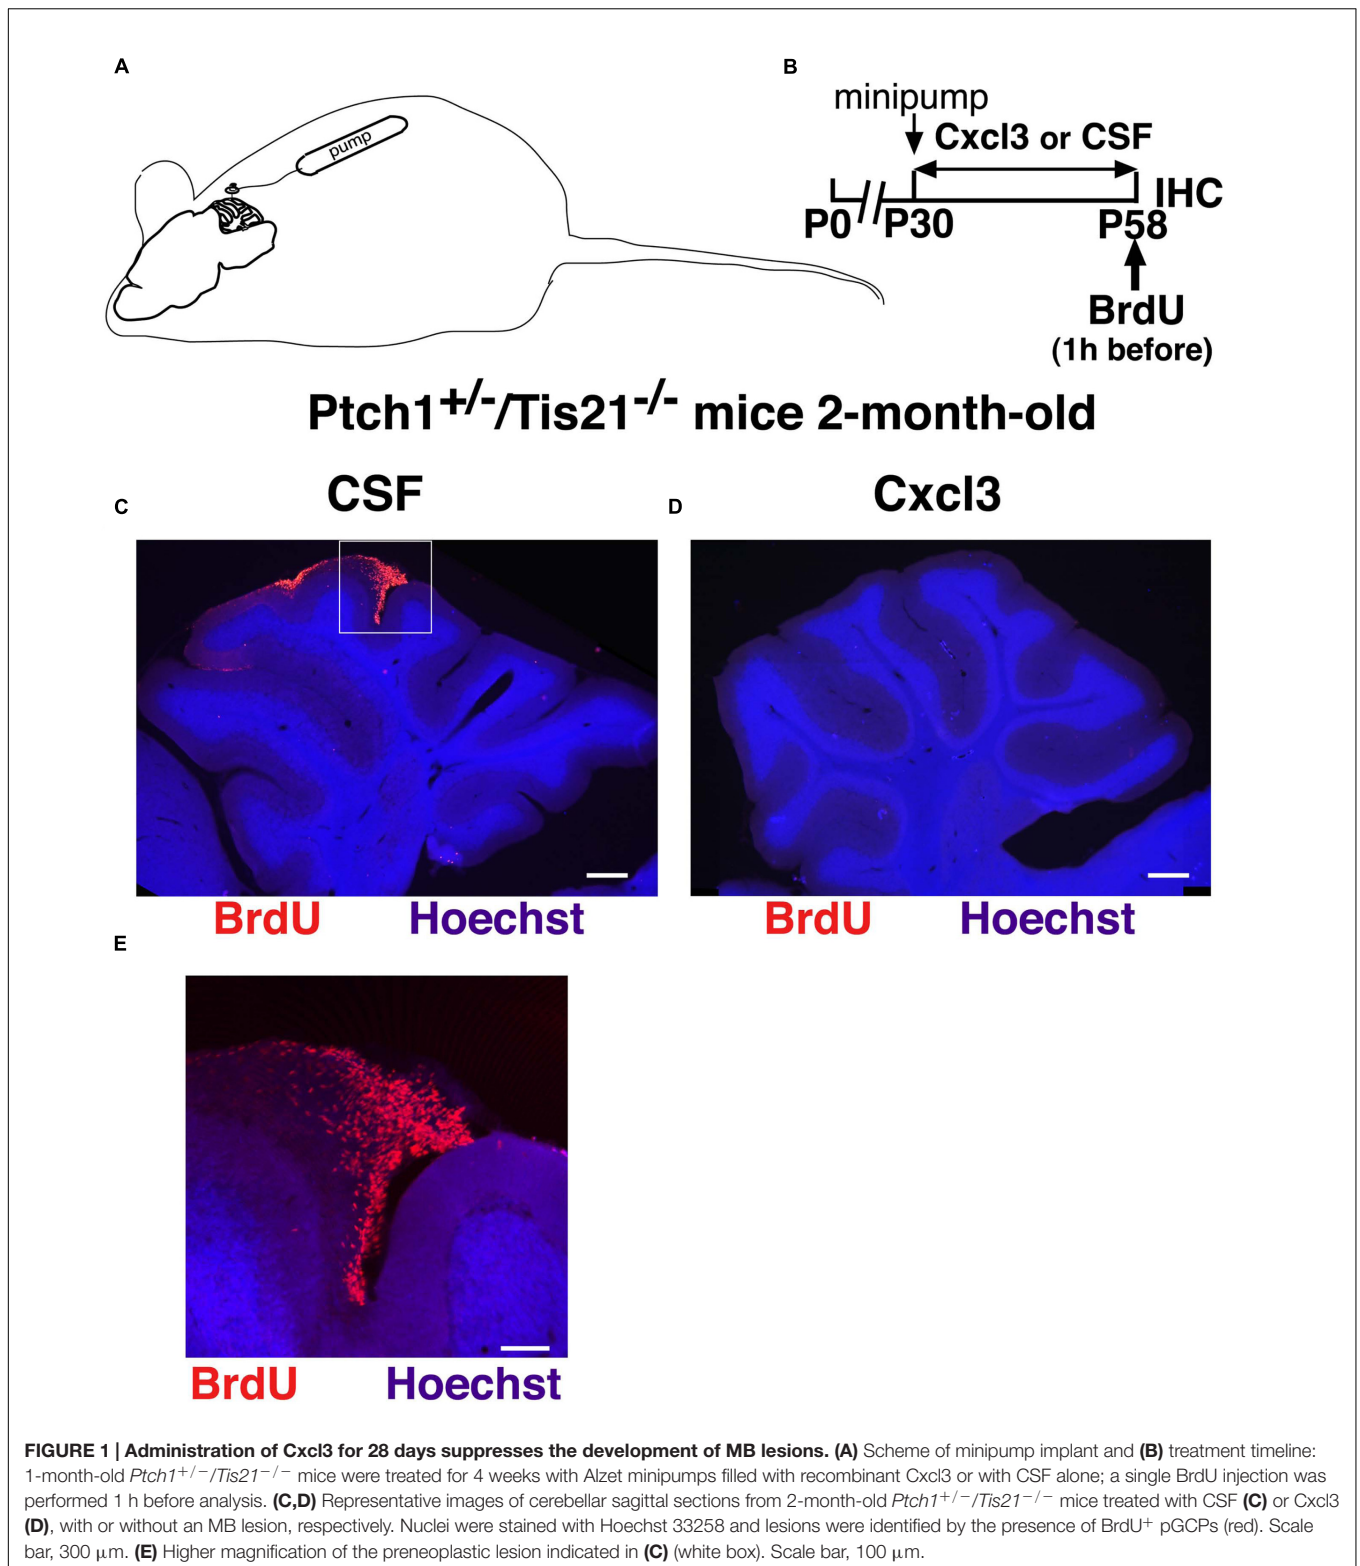 A
B
pump
minipump
Cxcl3 or CSF
IHC
P0
P30
P58
BrdU
(1h before)
Ptch1+/-/Tis21-/- mice 2-month-old
CSF
Cxcl3
C
D
BrdU
Hoechst
BrdU
Hoechst
E
BrdU
Hoechst
FIGURE 1 | Administration of Cxcl3 for 28 days suppresses the development of MB lesions. (A) Scheme of minipump implant and (B) treatment timeline:
1-month-old Ptch1+/−/Tis21−/− mice were treated for 4 weeks with Alzet minipumps filled with recombinant Cxcl3 or with CSF alone; a single BrdU injection was
performed 1 h before analysis. (C,D) Representative images of cerebellar sagittal sections from 2-month-old Ptch1+/−/Tis21−/− mice treated with CSF (C) or Cxcl3
(D), with or without an MB lesion, respectively. Nuclei were stained with Hoechst 33258 and lesions were identified by the presence of BrdU+ pGCPs (red). Scale
bar, 300 μm. (E) Higher magnification of the preneoplastic lesion indicated in (C) (white box). Scale bar, 100 μm.